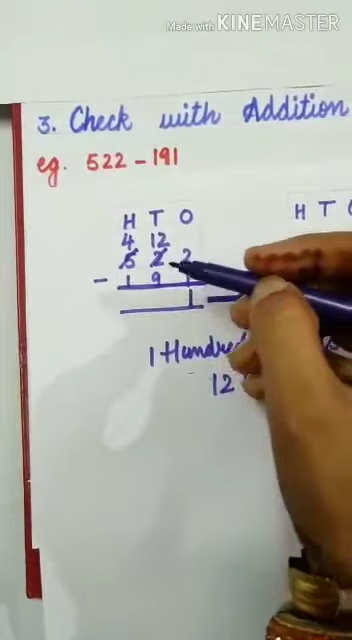 Made with KINEMASTER
3. Check with Addition
eg. 522 - 191
H T O
H T
4 12
5 2 2
- 1 9 1
1
1 Hundred
12